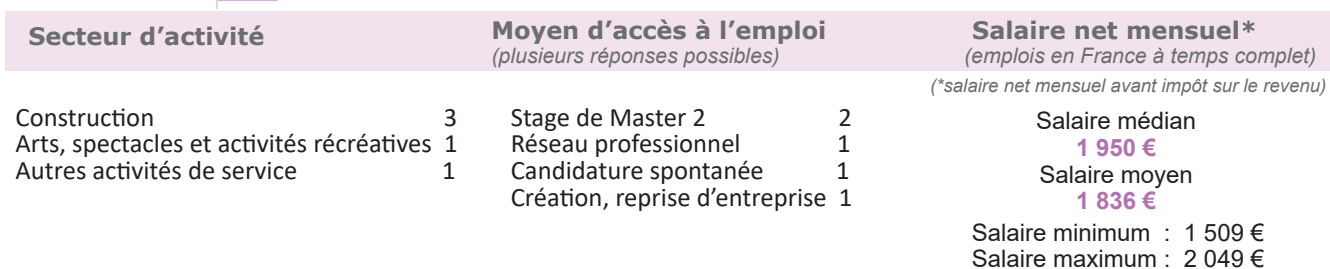 Secteur d’activité
Construction 3
Arts, spectacles et activités récréatives 1
Autres activités de service 1
Moyen d’accès à l’emploi
(plusieurs réponses possibles)
Stage de Master 2 2
Réseau professionnel 1
Candidature spontanée 1
Création, reprise d’entreprise 1
Salaire net mensuel*
(emplois en France à temps complet)
(*salaire net mensuel avant impôt sur le revenu)
Salaire médian
1 950 €
Salaire moyen
1 836 €
Salaire minimum : 1 509 €
Salaire maximum : 2 049 €